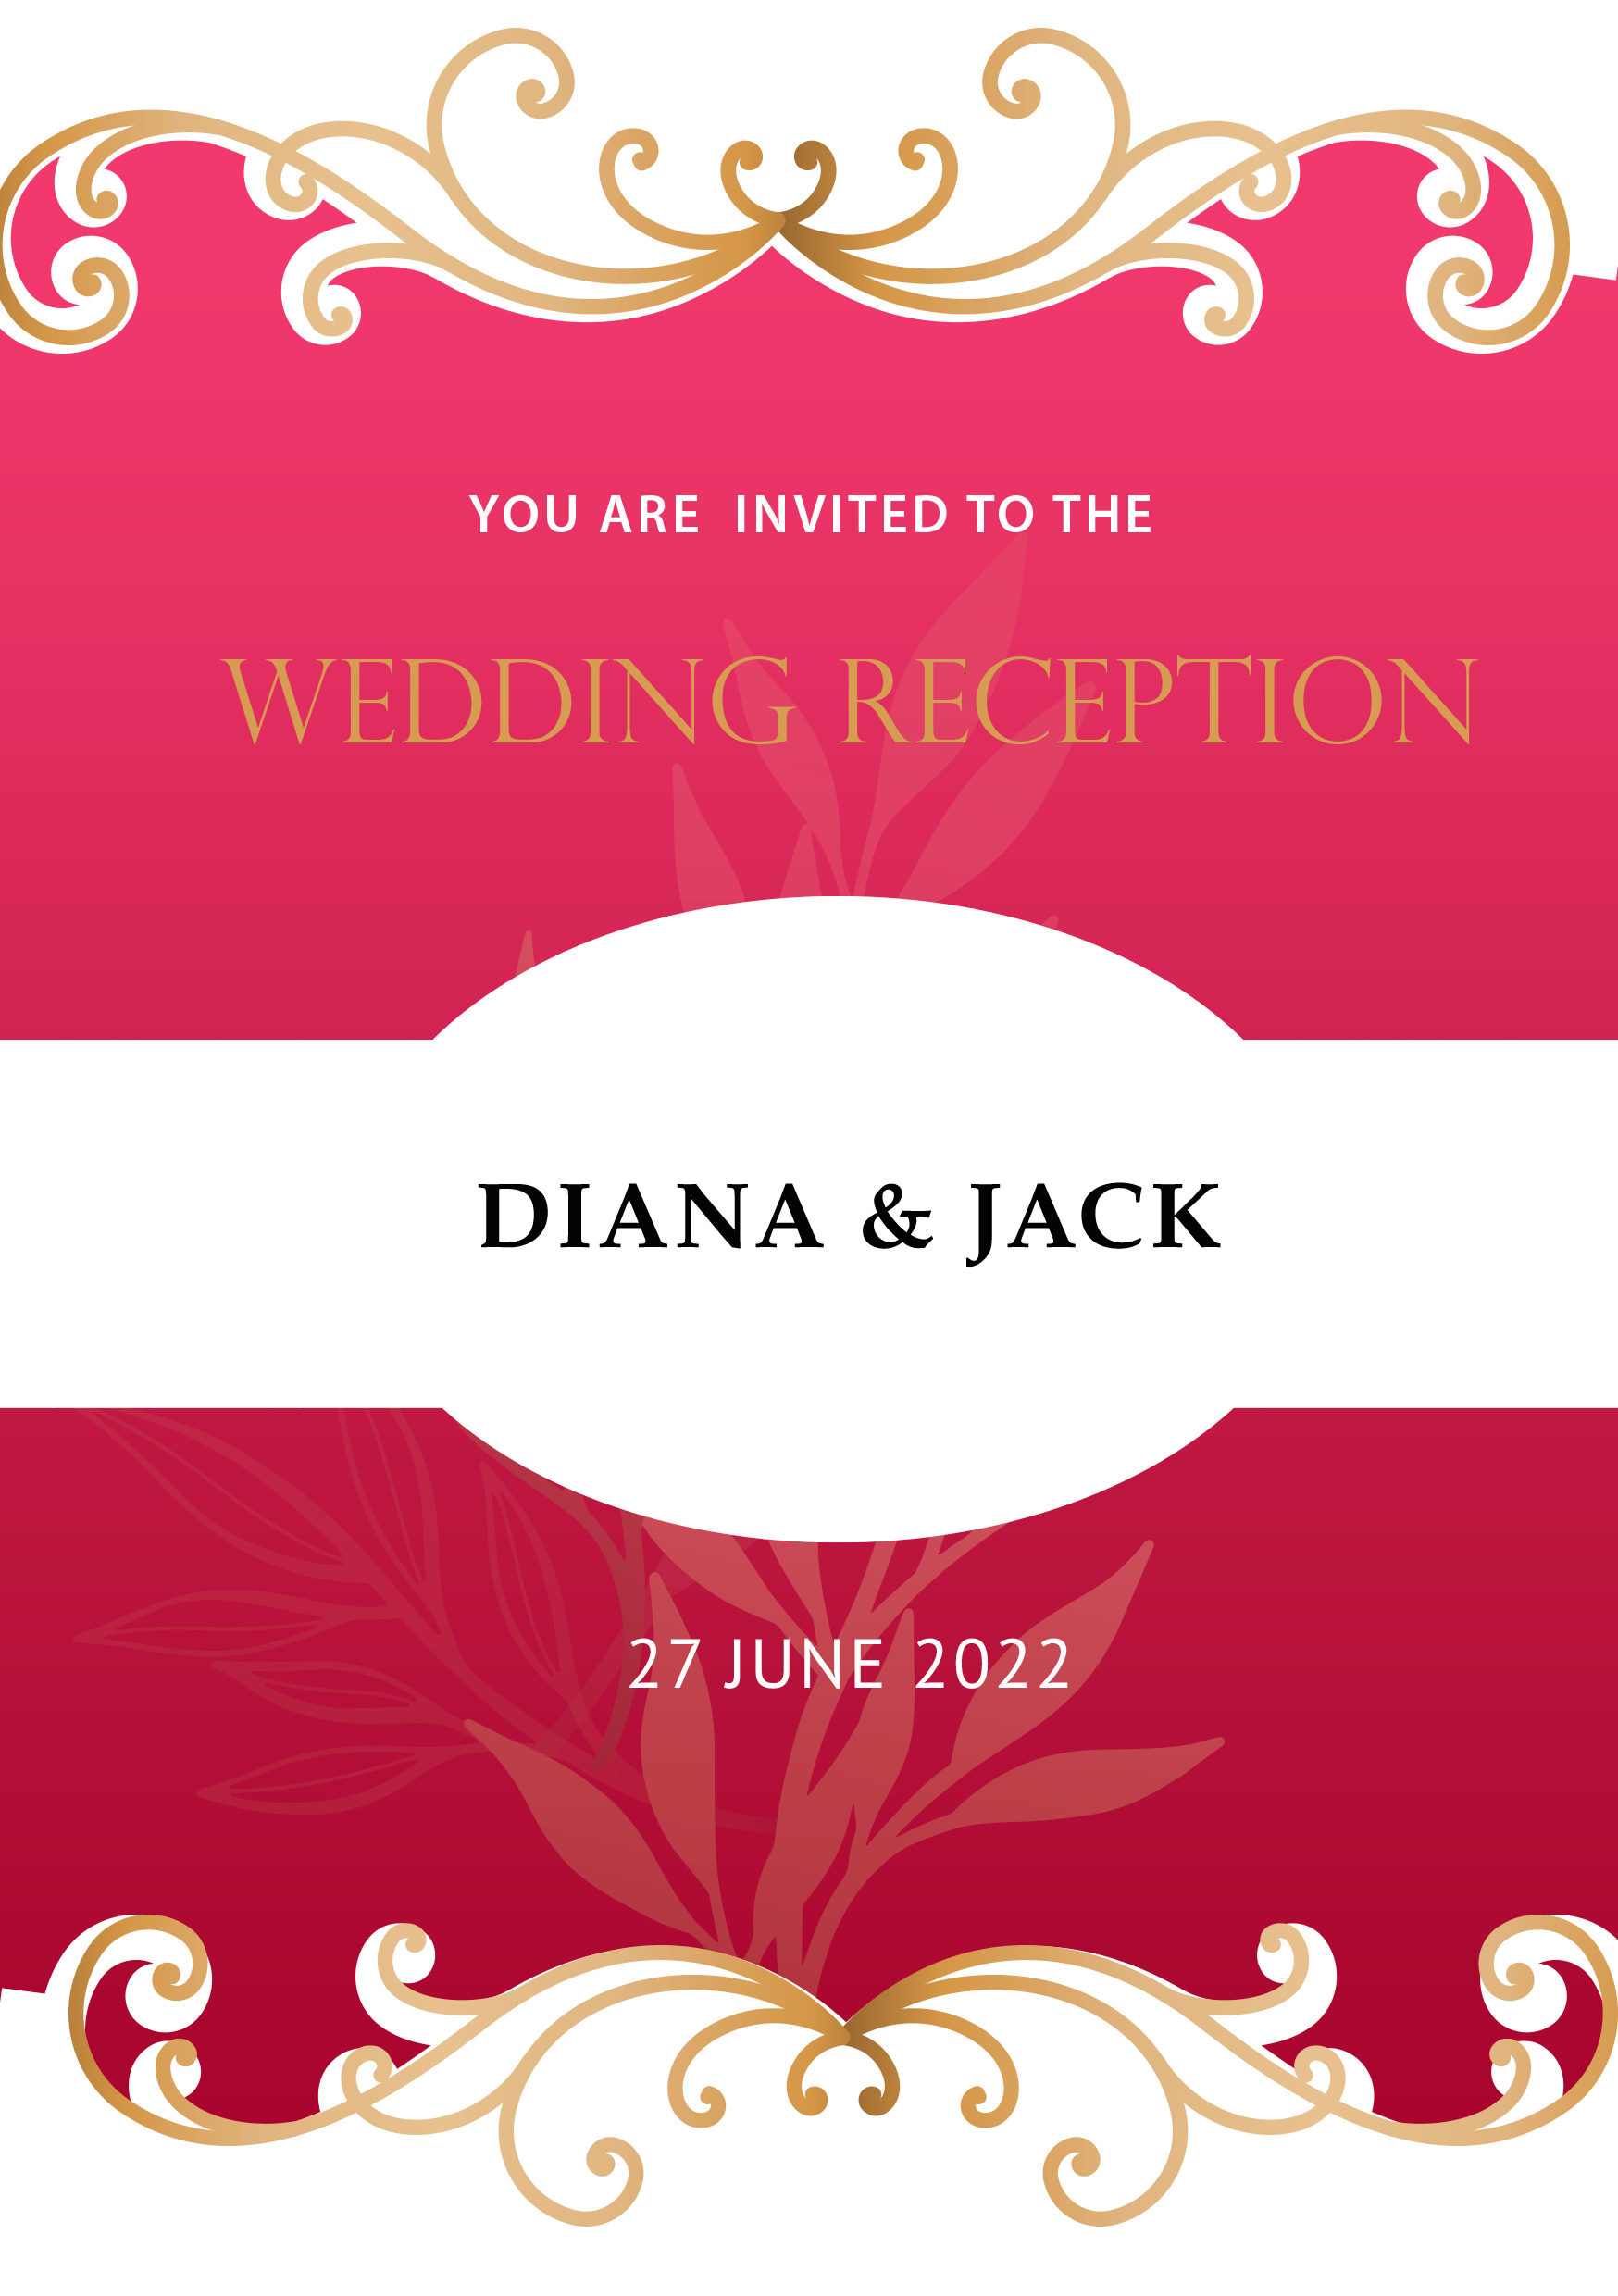 YOU ARE INVITED TO THE
WEDDING RECEPTION
DIANA & JACK
27 JUNE 2022